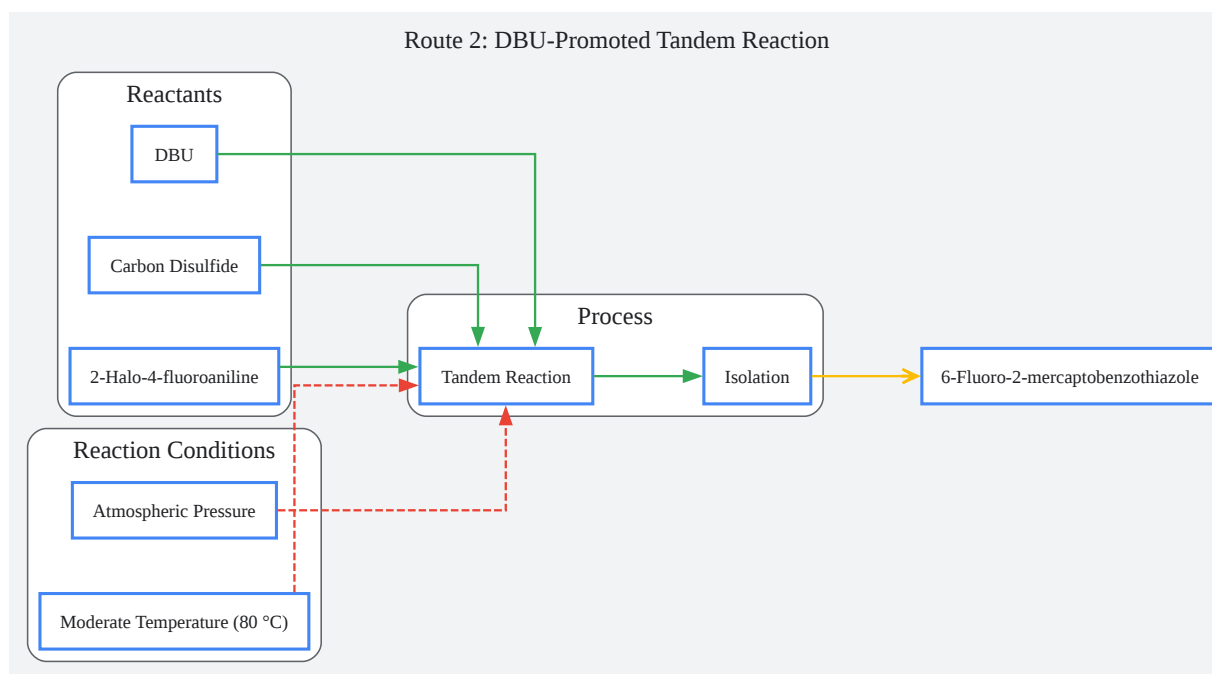 Route 2: DBU-Promoted Tandem Reaction
Reactants
DBU
Carbon Disulfide
2-Halo-4-fluoroaniline
Process
Tandem Reaction
Isolation
6-Fluoro-2-mercaptobenzothiazole
Reaction Conditions
Atmospheric Pressure
Moderate Temperature (80 °C)